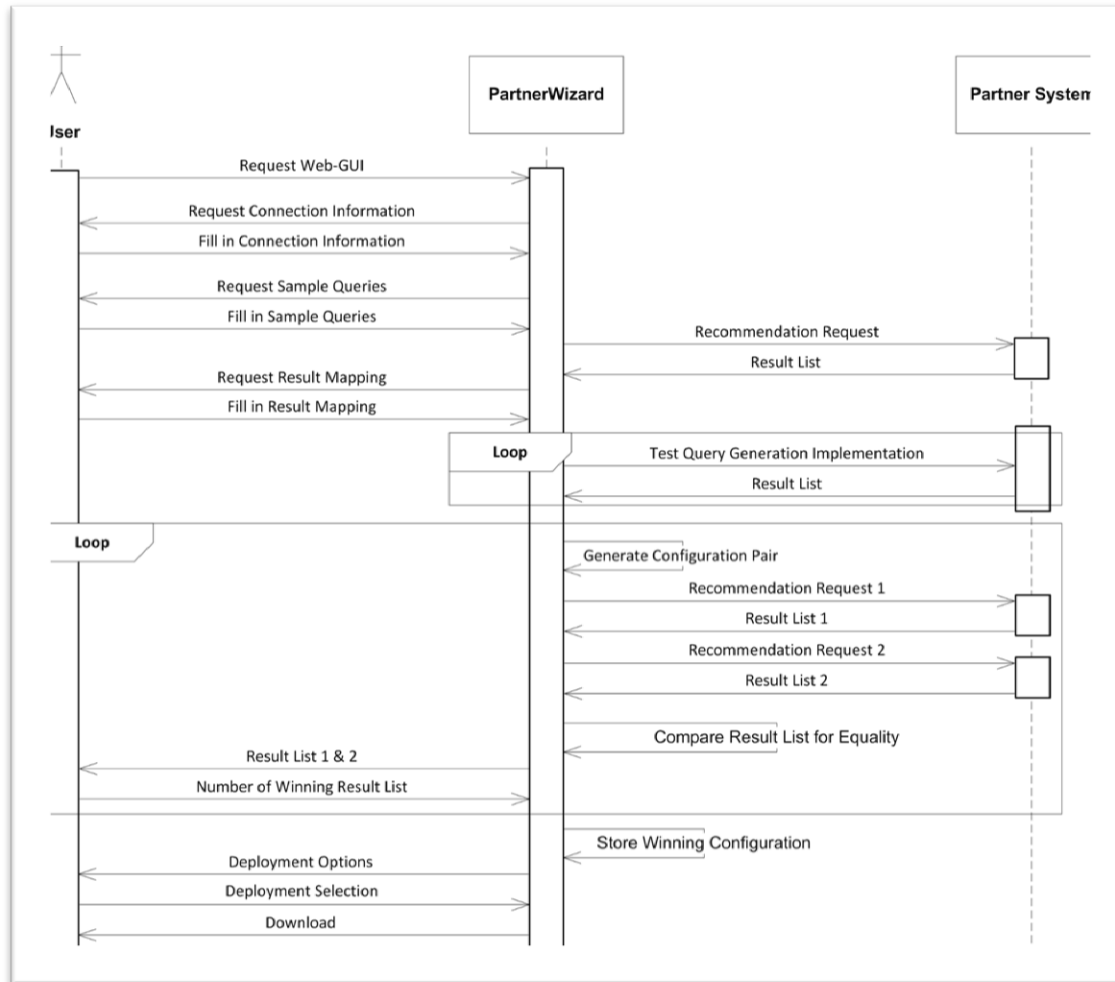 PartnerWizard
Partner System
User
Request Web-GUI
Request Connection Information
Fill in Connection Information
Request Sample Queries
Fill in Sample Queries
Recommendation Request
Result List
Request Result Mapping
Fill in Result Mapping
Loop
Test Query Generation Implementation
Result List
Loop
Generate Configuration Pair
Recommendation Request 1
Result List 1
Recommendation Request 2
Result List 2
Compare Result List for Equality
Result List 1 & 2
Number of Winning Result List
Store Winning Configuration
Deployment Options
Deployment Selection
Download